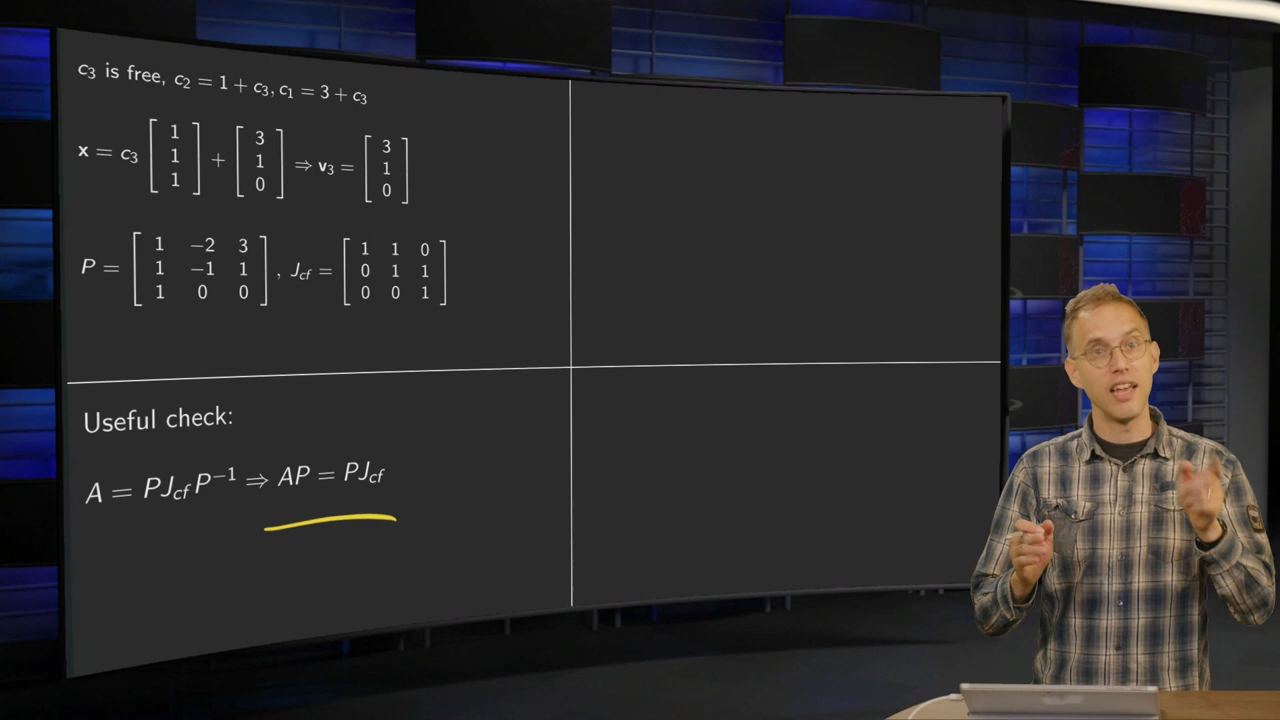 c₃ is free, c₂ = 1 + c₃, c₁ = 3 + c₃
x = c₃ [1 1 1] + [3 1 0] ⇒ v₃ = [3 1 0]
P = [1 −2 3; 1 −1 1; 1 0 0], J_cf = [1 1 0; 0 1 1; 0 0 1]
Useful check:
A = PJ_cf P⁻¹ ⇒ AP = PJ_cf